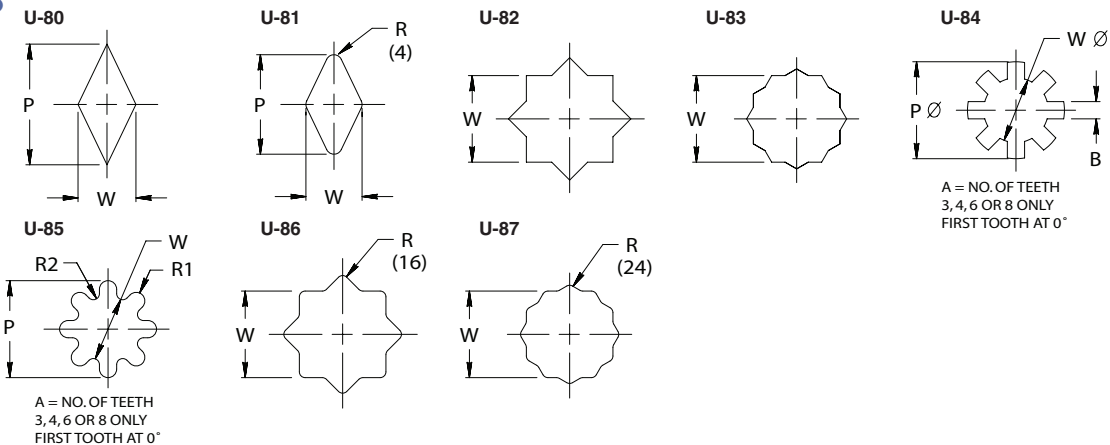 U-80
P
W
U-81
R
(4)
P
W
U-82
W
U-83
W
U-84
W Ø
P Ø
B
A = NO. OF TEETH
3, 4, 6 OR 8 ONLY
FIRST TOOTH AT 0°
U-85
W
R2
R1
P
A = NO. OF TEETH
3, 4, 6 OR 8 ONLY
FIRST TOOTH AT 0°
U-86
R
(16)
W
U-87
R
(24)
W